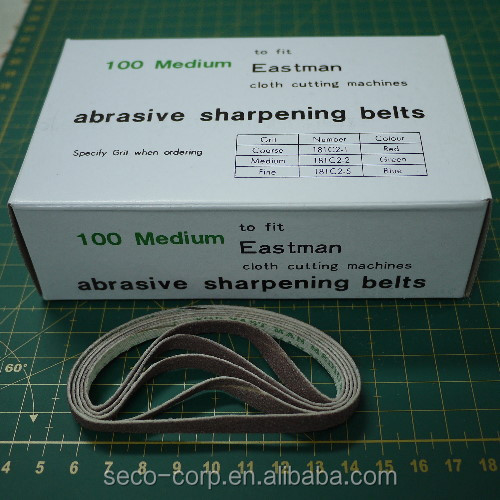 100 Medium to fit
Eastman
cloth cutting machines
abrasive sharpening belts
Specify Grit when ordering
Grit Number Colour
Course 181C2-1 Red
Medium 181C2-2 Green
Fine 181C2-5 Blue
100 Medium to fit
Eastman
cloth cutting machines
abrasive sharpening belts
60°
4 5 6 7 8 9 10 11 12 13 14 15 16 17 18
seco-corp.en.alibaba.com